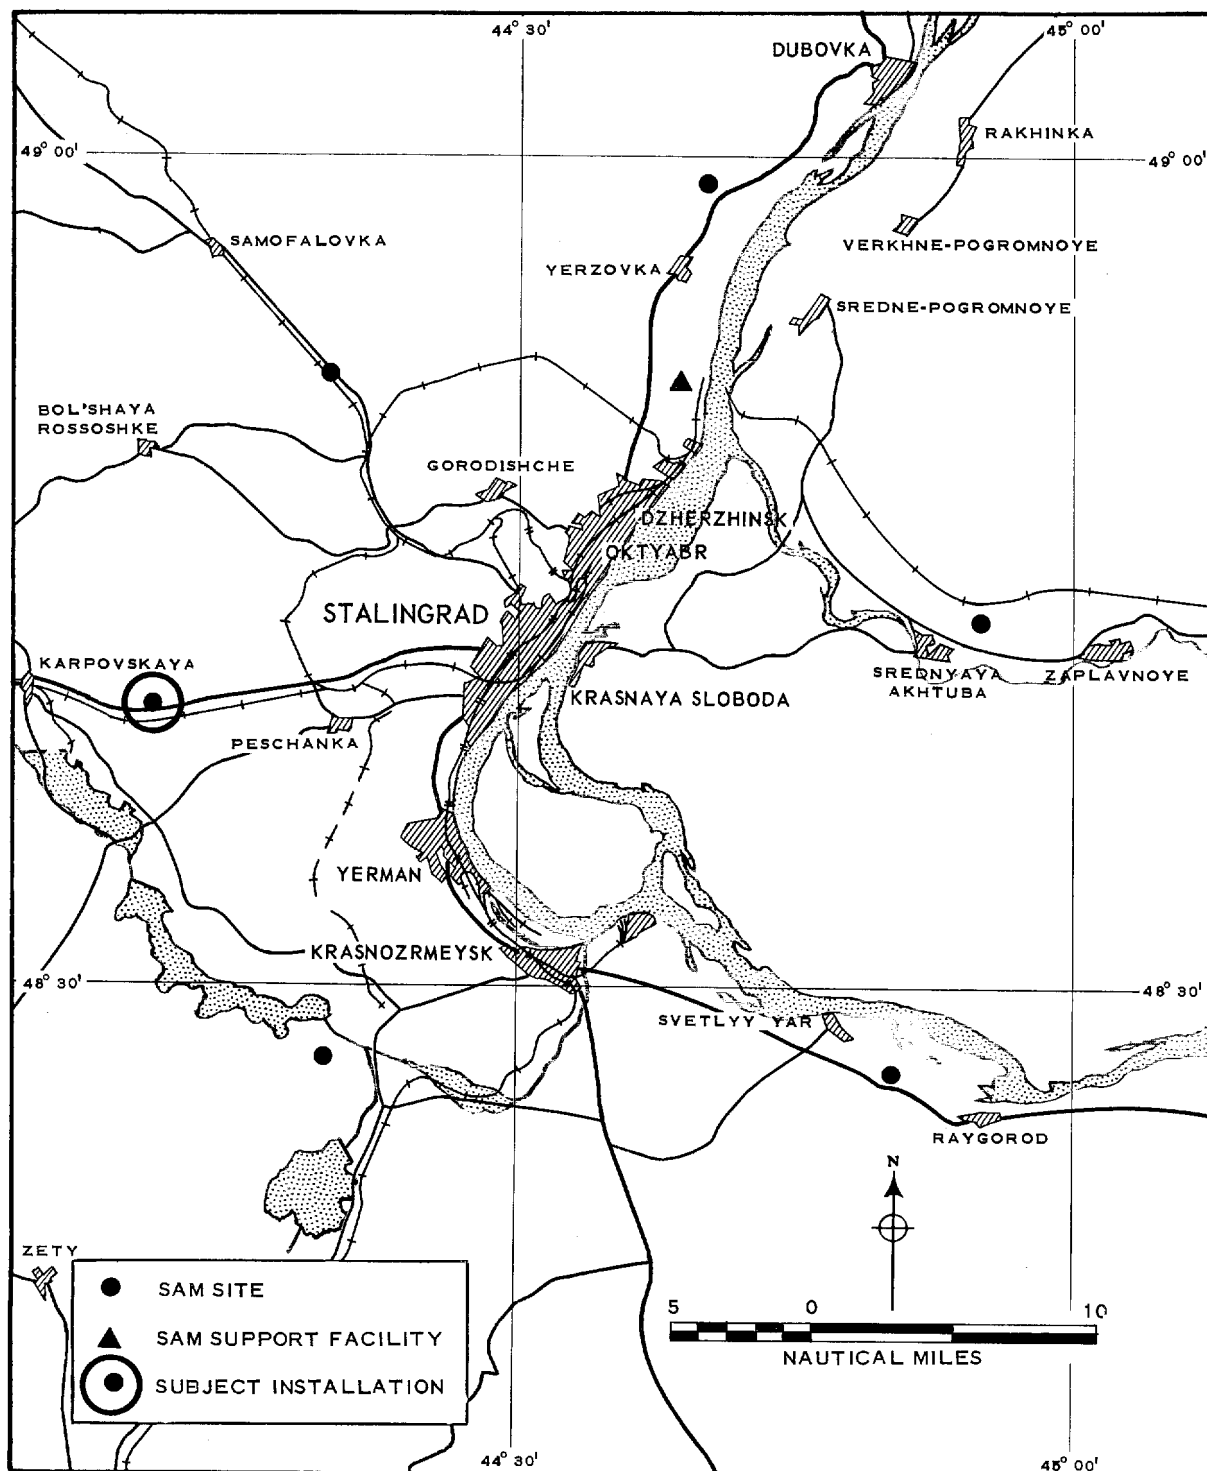 44° 30'
45° 00'
DUBOVKA
RAKHINKA
49° 00'
49° 00'
SAMOFALOVKA
VERKHNE-POGROMNOYE
YERZOVKA
SREDNE-POGROMNOYE
BOL'SHAYA
ROSSOSHKE
GORODISHCHE
DZHERZHINSK
OKTYABR
STALINGRAD
KARPOVSKAYA
SREDNYAYA
AKHTUBA
ZAPLAVNOYE
KRASNAYA SLOBODA
PESCHANKA
YERMAN
KRASNOZRMEYSK
48° 30'
48° 30'
SVETLYY YAR
RAYGOROD
N
ZETY
SAM SITE
SAM SUPPORT FACILITY
SUBJECT INSTALLATION
5 0 10
NAUTICAL MILES
44° 30'
45° 00'